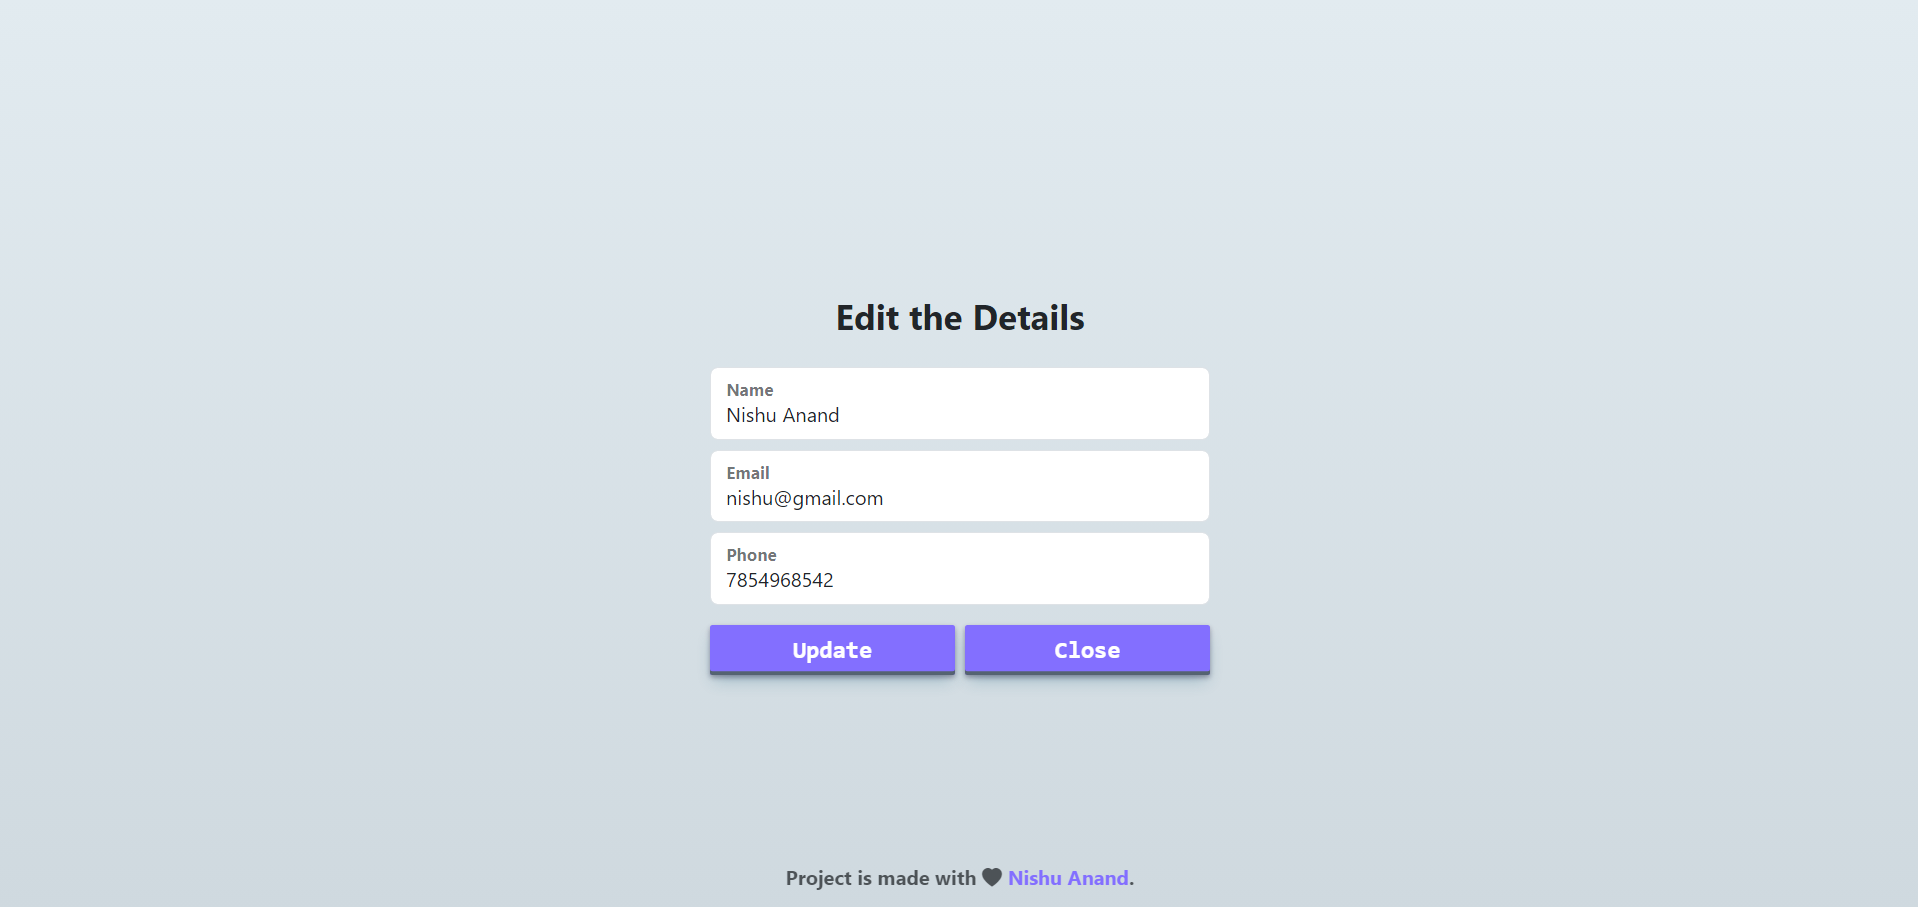 Edit the Details
Name
Nishu Anand
Email
nishu@gmail.com
Phone
7854968542
Update Close
Project is made with 🖤 Nishu Anand.